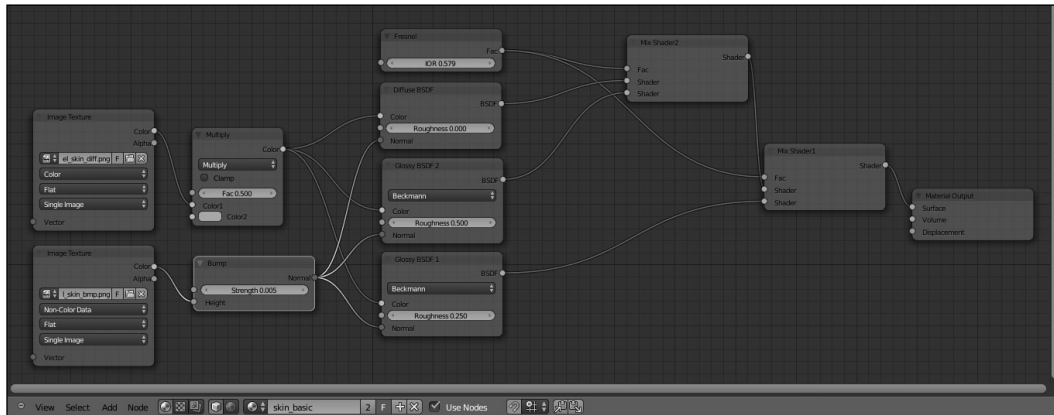 Image Texture
Color
Alpha
el_skin_diff.png F
Color
Flat
Single Image
Vector
Image Texture
Color
Alpha
l_skin_bmp.png F
Non-Color Data
Flat
Single Image
Vector
Multiply
Color
Multiply
Clamp
Fac 0.500
Color1
Color2
Bump
Normal
Strength 0.005
Height
Fresnel
Fac
IOR 0.579
Diffuse BSDF
BSDF
Color
Roughness 0.000
Normal
Glossy BSDF 2
BSDF
Beckmann
Color
Roughness 0.500
Normal
Glossy BSDF 1
BSDF
Beckmann
Color
Roughness 0.250
Normal
Mix Shader2
Shader
Fac
Shader
Shader
Mix Shader1
Shader
Fac
Shader
Shader
Material Output
Surface
Volume
Displacement
View Select Add Node skin_basic 2 F Use Nodes